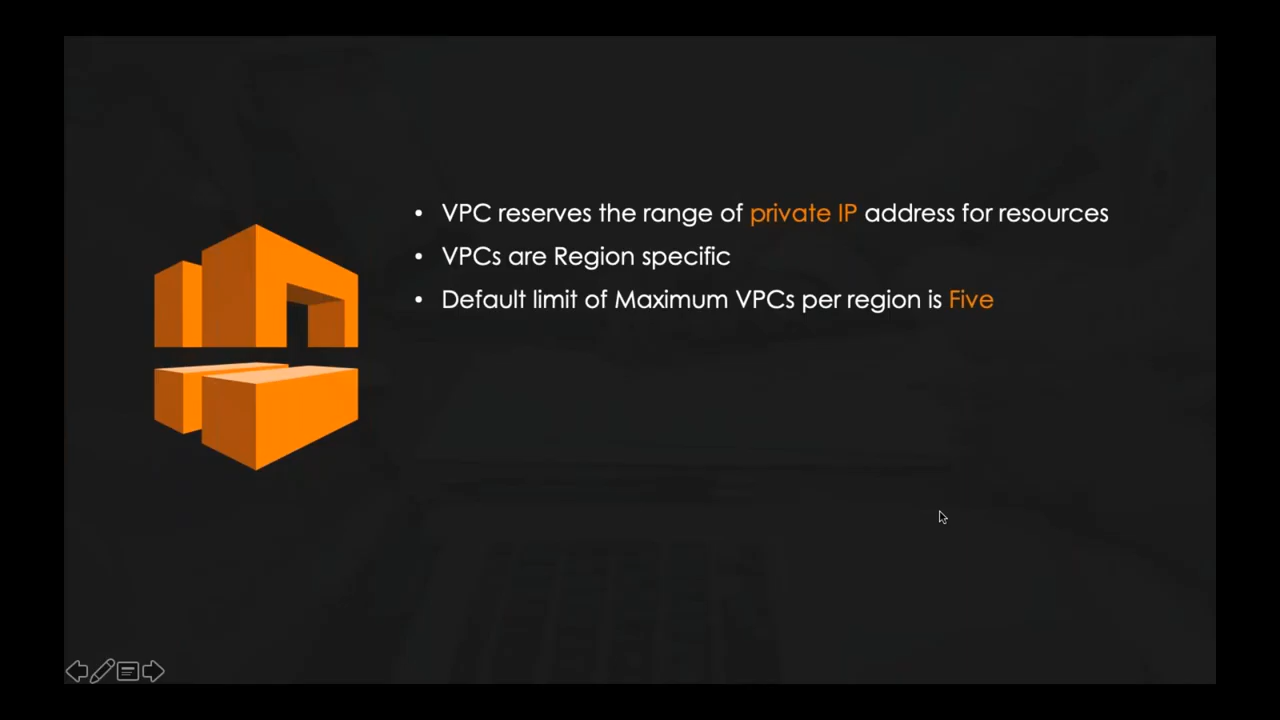 • VPC reserves the range of private IP address for resources
• VPCs are Region specific
• Default limit of Maximum VPCs per region is Five